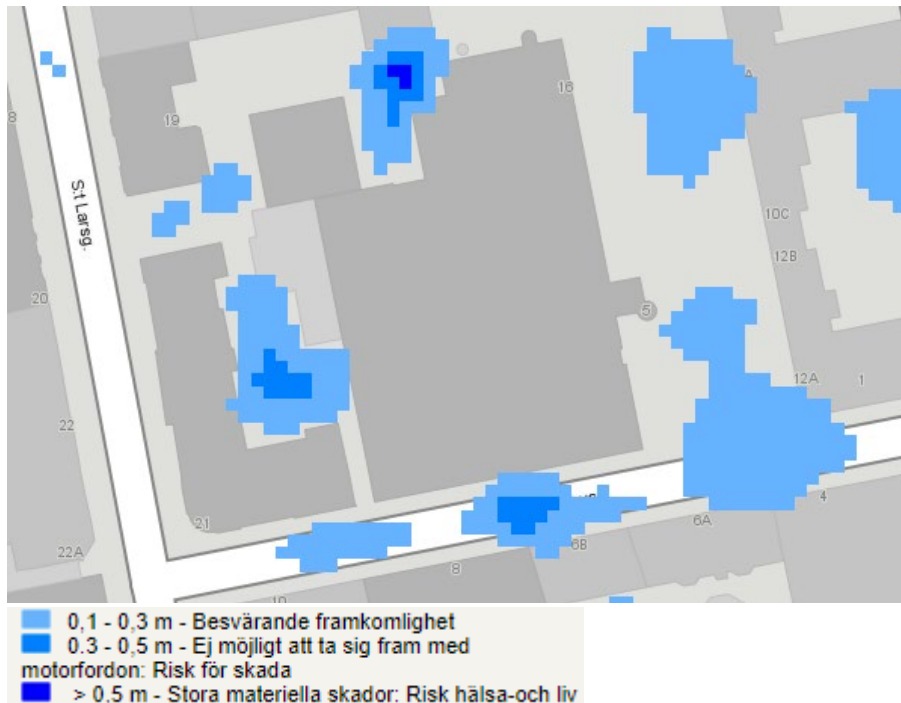 16
A
19
8
S:t Larsg.
10C
12B
20
5
12A
1
22
4
21
6A
6B
22A
8
10
0,1 - 0,3 m - Besvärande framkomlighet
0.3 - 0,5 m - Ej möjligt att ta sig fram med
motorfordon: Risk för skada
> 0.5 m - Stora materiella skador: Risk hälsa-och liv